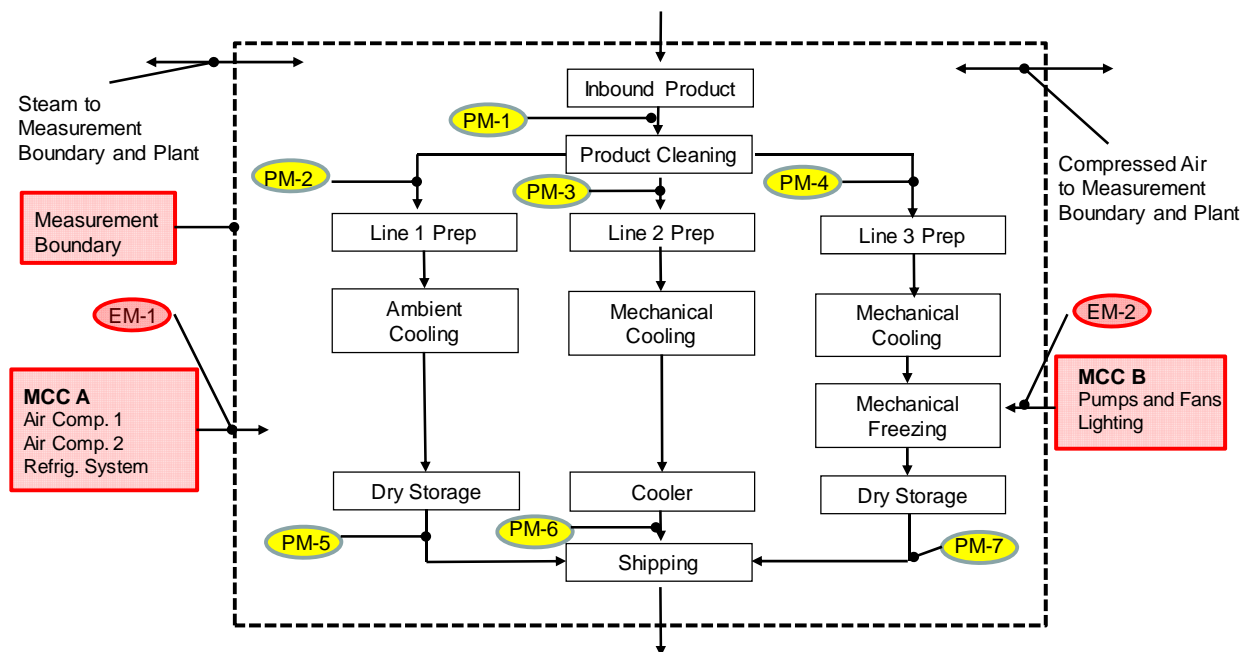 Inbound Product
PM-1
Product Cleaning
Steam to
Measurement
Boundary and Plant
Compressed Air
to Measurement
Boundary and Plant
PM-2
PM-3
PM-4
Measurement
Boundary
Line 1 Prep
Line 2 Prep
Line 3 Prep
EM-1
Ambient
Cooling
Mechanical
Cooling
Mechanical
Cooling
EM-2
MCC A
Air Comp. 1
Air Comp. 2
Refrig. System
Mechanical
Freezing
MCC B
Pumps and Fans
Lighting
Dry Storage
Cooler
Dry Storage
PM-5
PM-6
PM-7
Shipping